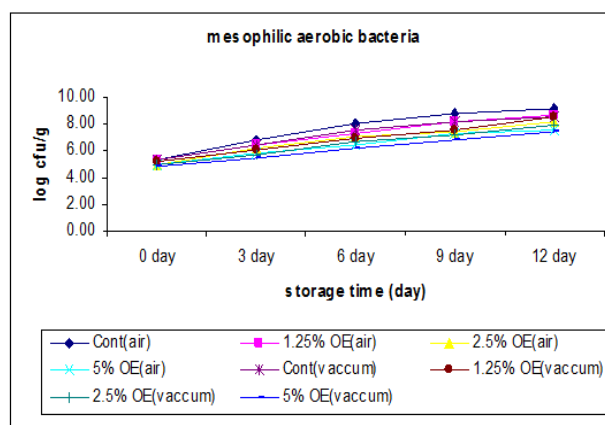 mesophilic aerobic bacteria
log cfu/g
10.00
8.00
6.00
4.00
2.00
0.00
0 day 3 day 6 day 9 day 12 day
storage time (day)
Cont(air) 1.25% OE(air) 2.5% OE(air)
5% OE(air) Cont(vaccum) 1.25% OE(vaccum)
2.5% OE(vaccum) 5% OE(vaccum)